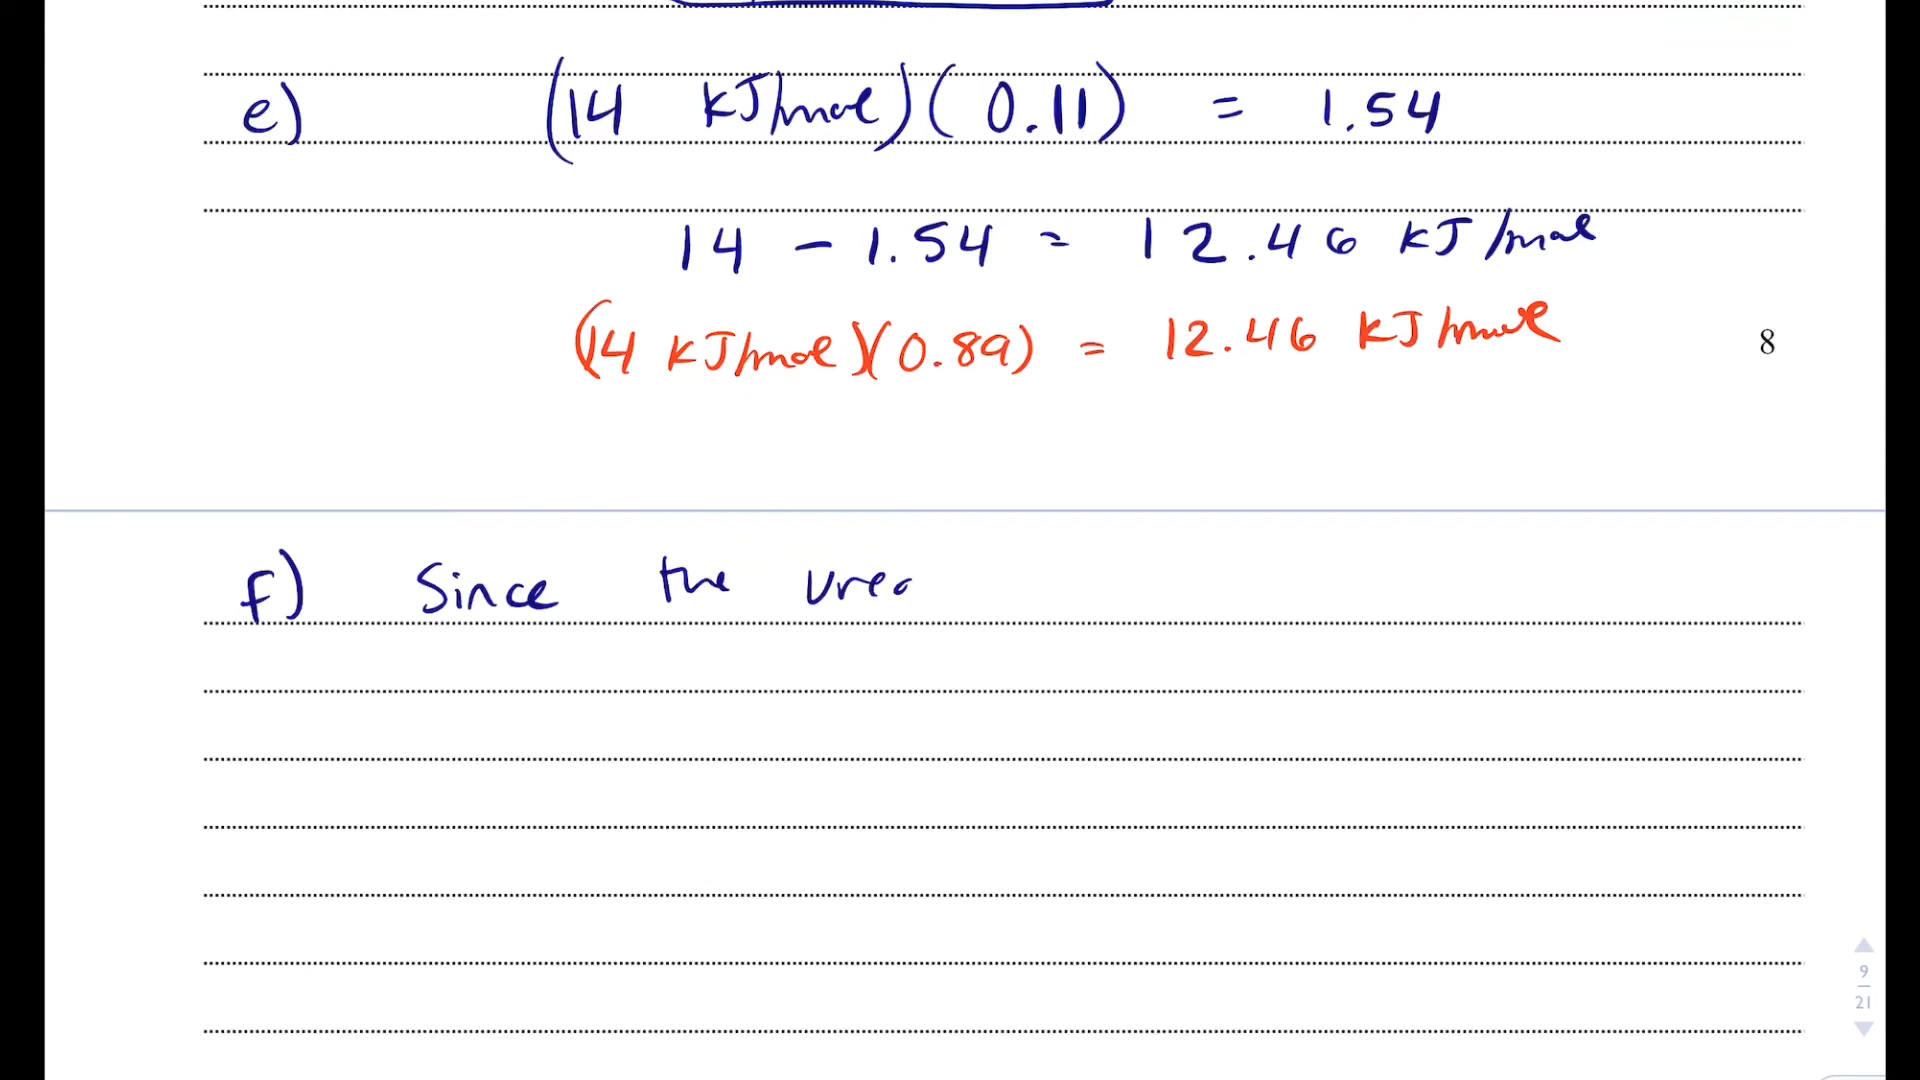 e) (14 kJ/mol)(0.11) = 1.54
14 - 1.54 = 12.46 kJ/mol
(14 kJ/mol)(0.89) = 12.46 kJ/mol
8
f) Since the urea
9
21